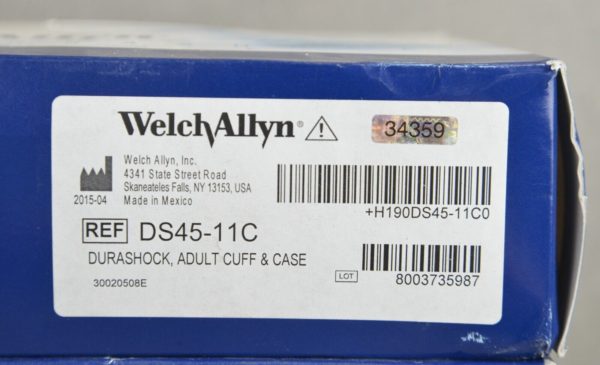 WelchAllyn®
34359
Welch Allyn, Inc.
4341 State Street Road
Skaneateles Falls, NY 13153, USA
2015-04 Made in Mexico
+H190DS45-11C0
REF DS45-11C
DURASHOCK, ADULT CUFF & CASE
LOT 8003735987
30020508E